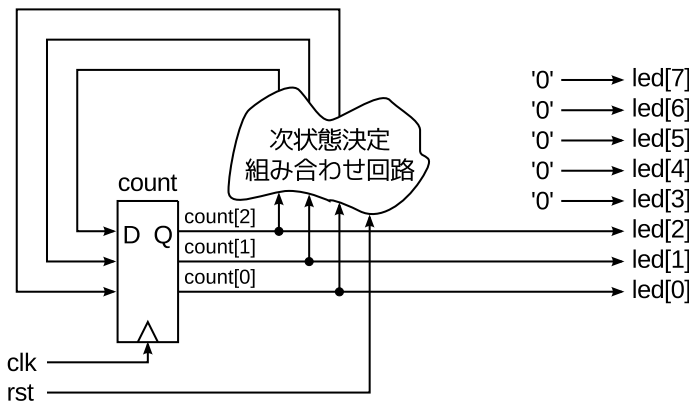 '0'
led[7]
'0'
led[6]
'0'
led[5]
'0'
led[4]
'0'
led[3]
次状態決定
組み合わせ回路
count
D
Q
count[2]
led[2]
count[1]
led[1]
count[0]
led[0]
clk
rst